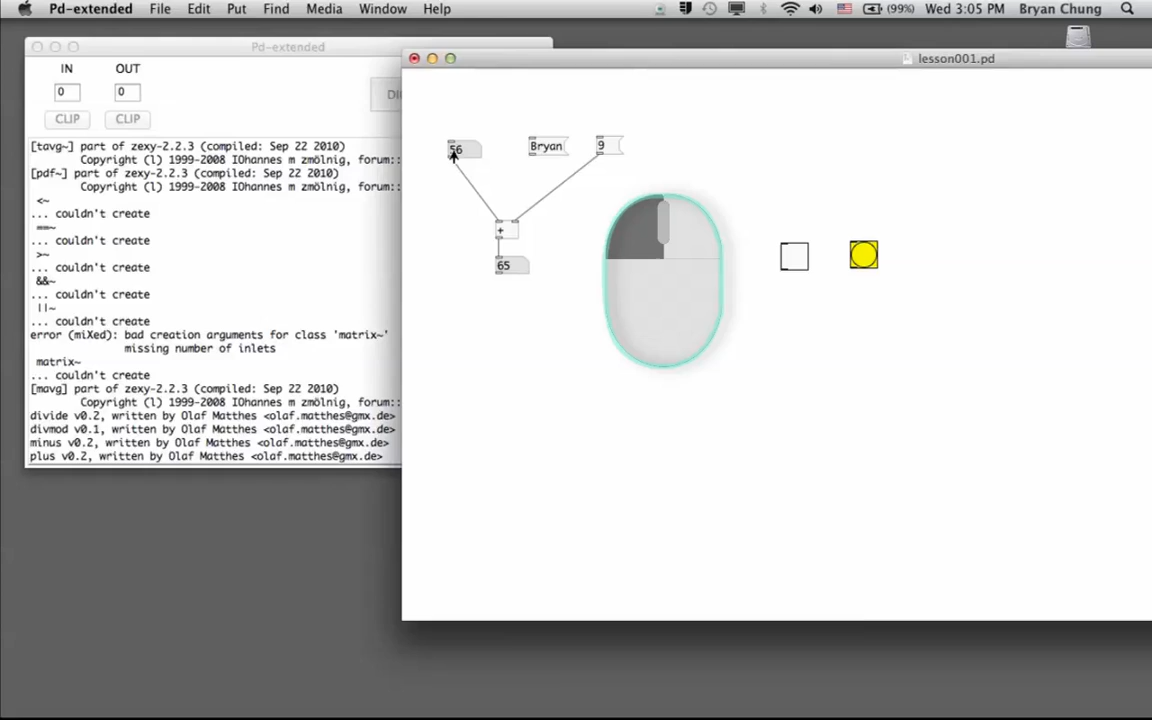 Pd-extended File Edit Put Find Media Window Help (99%) Wed 3:05 PM Bryan Chung
Pd-extended
IN OUT
0 0
CLIP CLIP
lesson001.pd
[tavg~] part of zexy-2.2.3 (compiled: Sep 22 2010)
Copyright (l) 1999-2008 IOhannes m zmölnig, forum::
[pdf~] part of zexy-2.2.3 (compiled: Sep 22 2010)
Copyright (l) 1999-2008 IOhannes m zmölnig, forum::
<~
... couldn't create
==~
... couldn't create
>~
... couldn't create
&&~
... couldn't create
||~
... couldn't create
error (miXed): bad creation arguments for class 'matrix~'
missing number of inlets
matrix~
... couldn't create
[mavg] part of zexy-2.2.3 (compiled: Sep 22 2010)
Copyright (l) 1999-2008 IOhannes m zmölnig, forum::
divide v0.2, written by Olaf Matthes <olaf.matthes@gmx.de>
divmod v0.1, written by Olaf Matthes <olaf.matthes@gmx.de>
minus v0.2, written by Olaf Matthes <olaf.matthes@gmx.de>
plus v0.2, written by Olaf Matthes <olaf.matthes@gmx.de>
56 Bryan 9
+
65